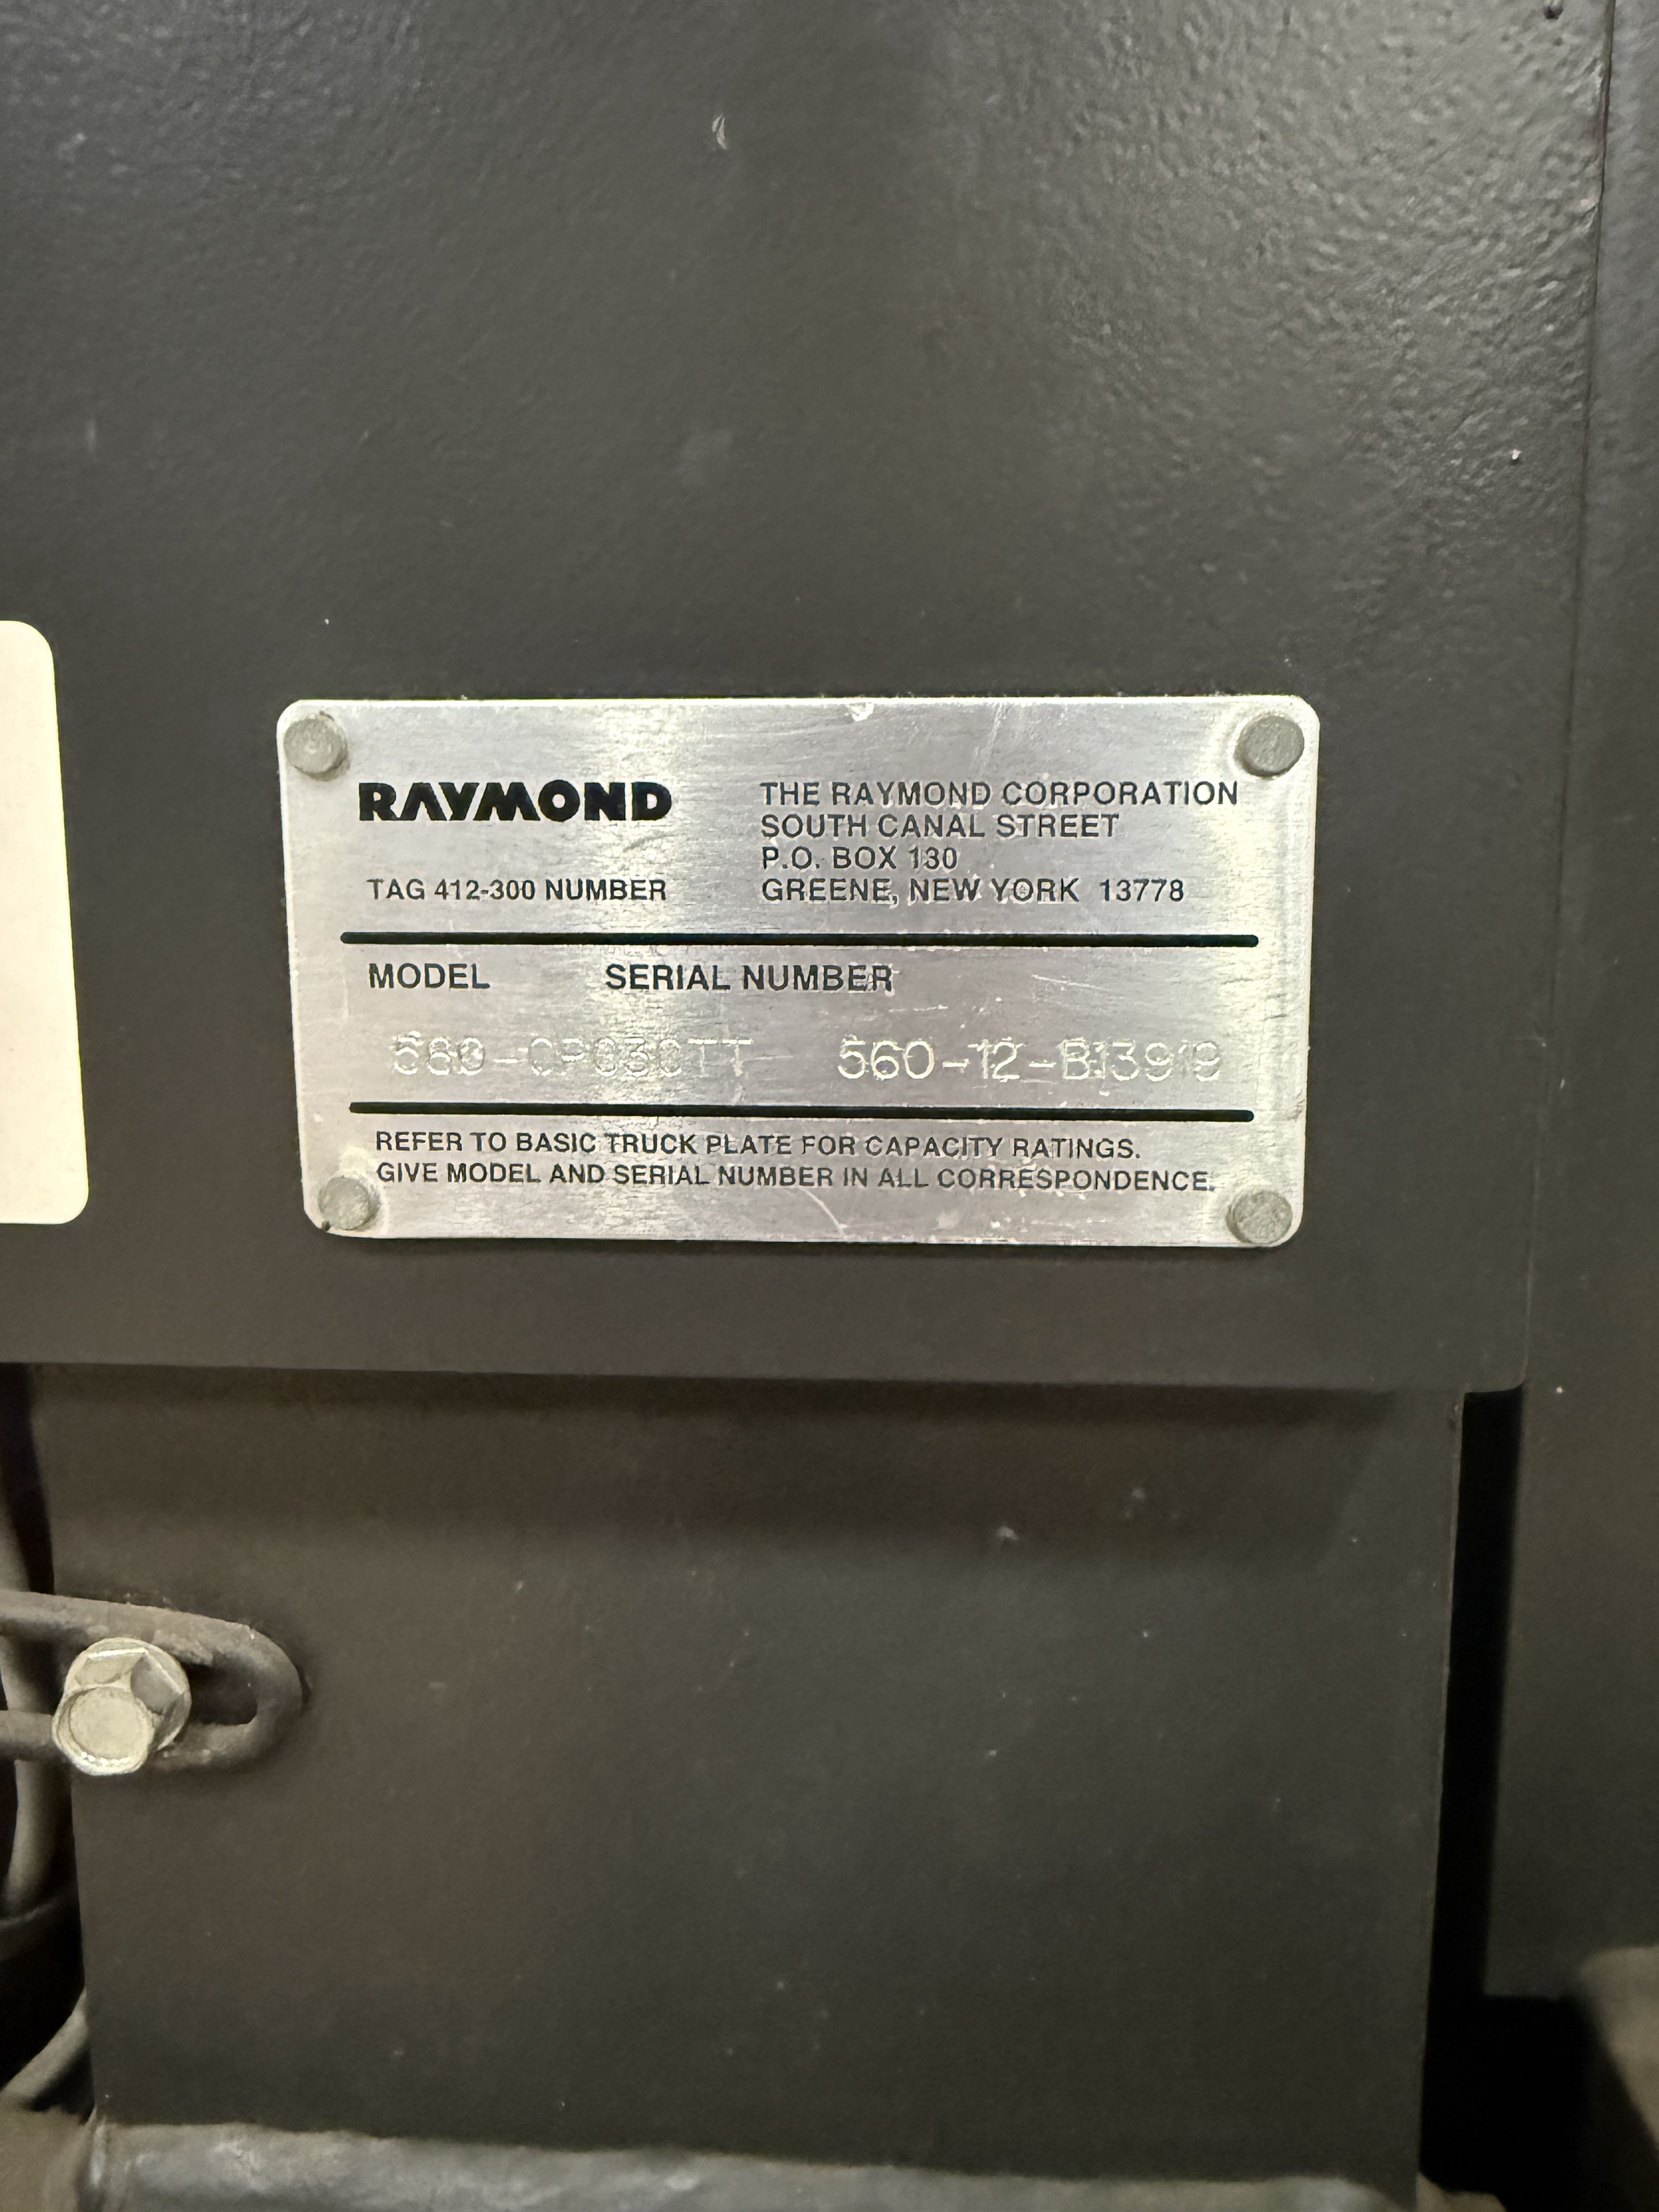 RAYMOND
THE RAYMOND CORPORATION
SOUTH CANAL STREET
P.O. BOX 130
TAG 412-300 NUMBER
GREENE, NEW YORK 13778
MODEL SERIAL NUMBER
560-OPC30TT 560-12-B13919
REFER TO BASIC TRUCK PLATE FOR CAPACITY RATINGS.
GIVE MODEL AND SERIAL NUMBER IN ALL CORRESPONDENCE.